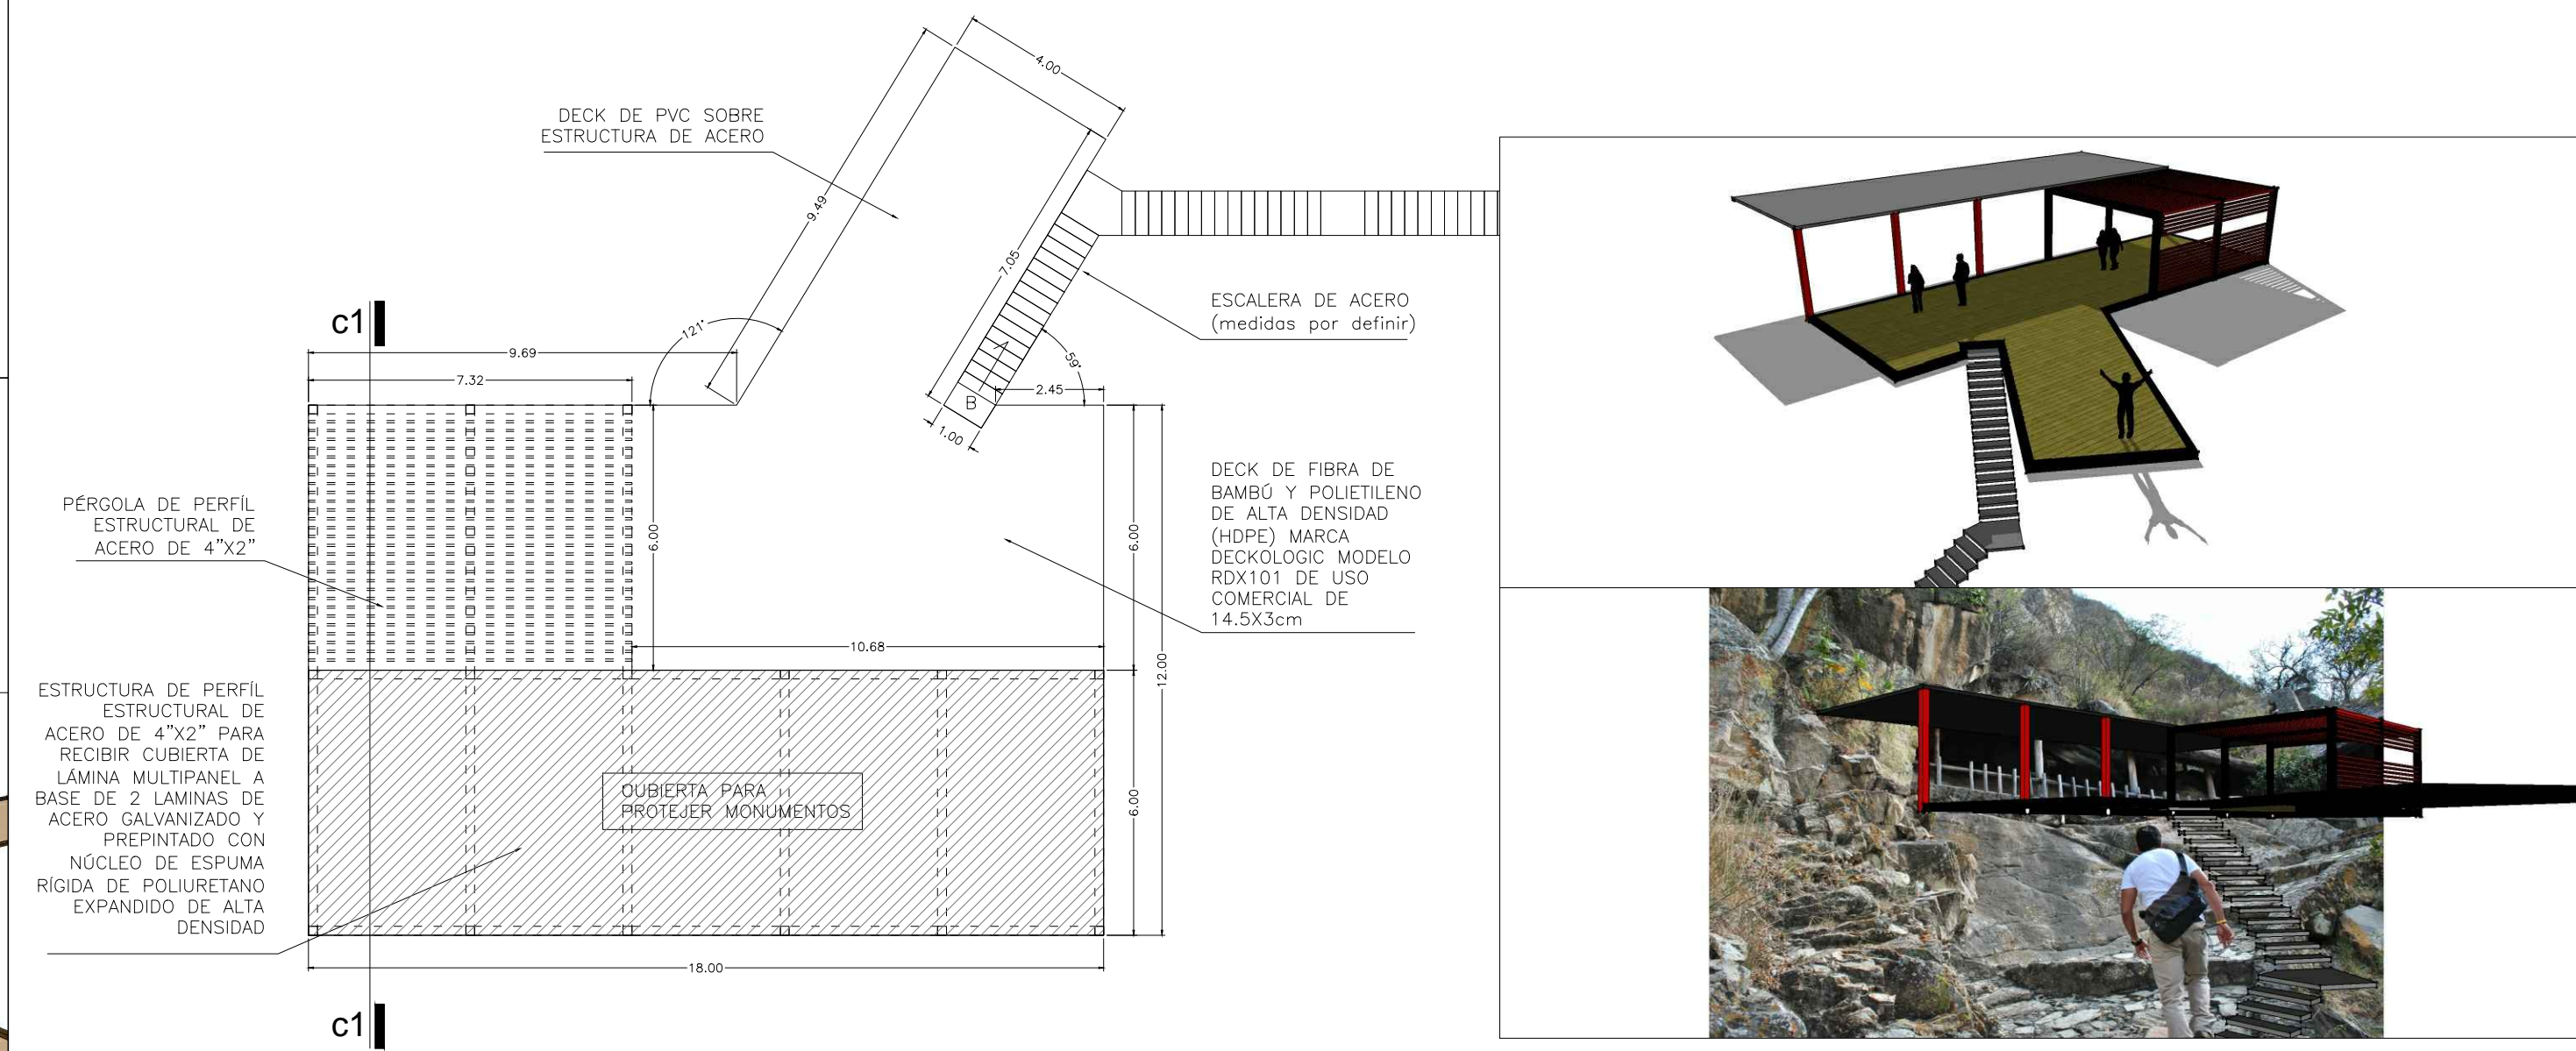 DECK DE PVC SOBRE
ESTRUCTURA DE ACERO
4.00
9.49
7.05
121°
59°
ESCALERA DE ACERO
(medidas por definir)
c1
9.69
7.32
2.45
A
B
1.00
PÉRGOLA DE PERFÍL
ESTRUCTURAL DE
ACERO DE 4”X2”
6.00
6.00
12.00
10.68
DECK DE FIBRA DE
BAMBÚ Y POLIETILENO
DE ALTA DENSIDAD
(HDPE) MARCA
DECKOLOGIC MODELO
RDX101 DE USO
COMERCIAL DE
14.5X3cm
ESTRUCTURA DE PERFÍL
ESTRUCTURAL DE
ACERO DE 4”X2” PARA
RECIBIR CUBIERTA DE
LÁMINA MULTIPANEL A
BASE DE 2 LAMINAS DE
ACERO GALVANIZADO Y
PREPINTADO CON
NÚCLEO DE ESPUMA
RÍGIDA DE POLIURETANO
EXPANDIDO DE ALTA
DENSIDAD
CUBIERTA PARA
PROTEJER MONUMENTOS
6.00
18.00
c1